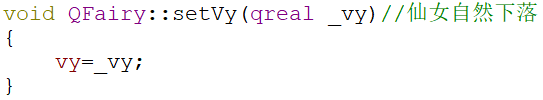 void QFairy::setVy(qreal _vy)//仙女自然下落
{
    vy=_vy;
}